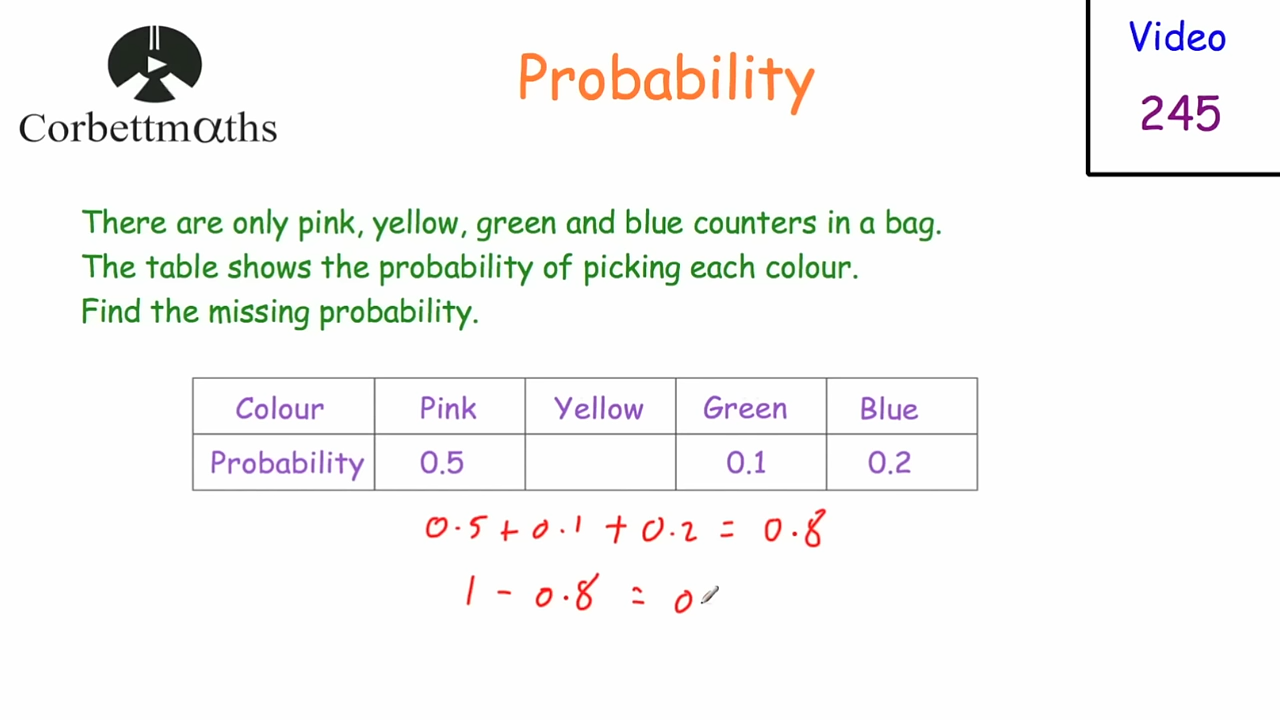 Corbettmαths
Probability
Video
245
There are only pink, yellow, green and blue counters in a bag.
The table shows the probability of picking each colour.
Find the missing probability.
Colour Pink Yellow Green Blue
Probability 0.5 0.1 0.2
0.5 + 0.1 + 0.2 = 0.8
1 - 0.8 = 0